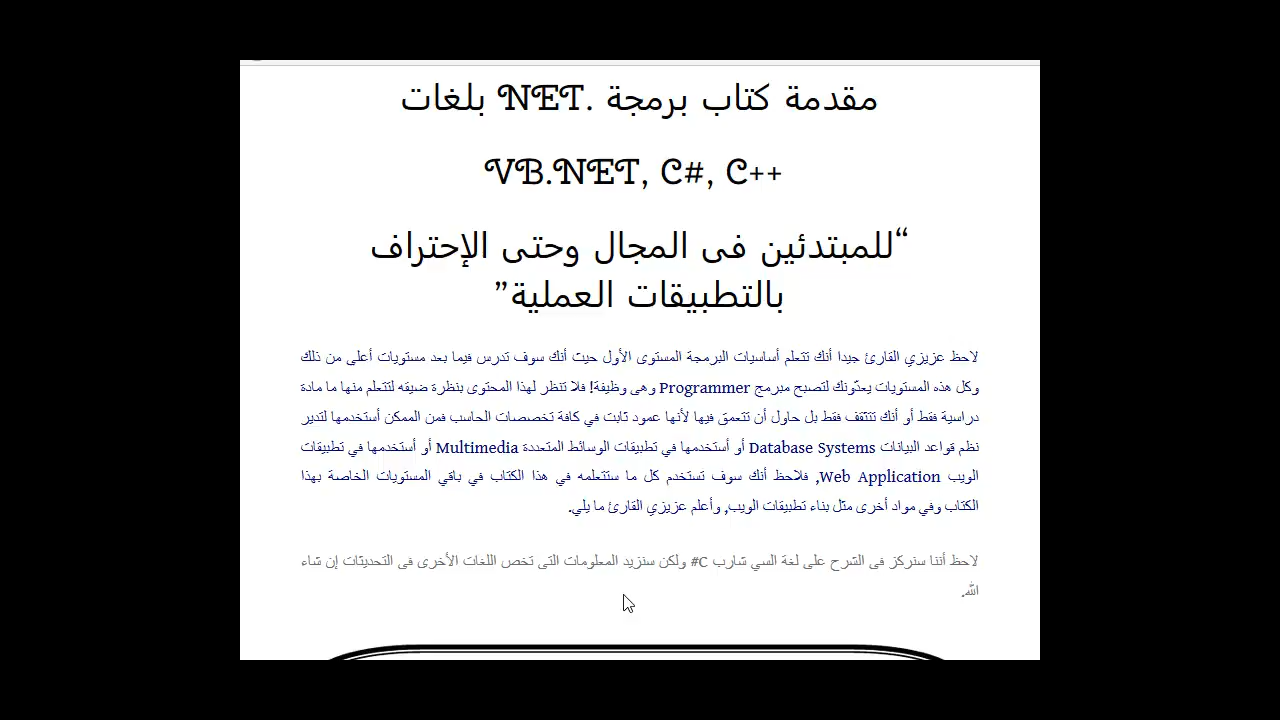 مقدمة كتاب برمجة .NET بلغات
VB.NET, C#, C++
“للمبتدئين فى المجال وحتى الإحتراف
بالتطبيقات العملية”
لاحظ عزيزي القارئ جيدا أنك تتعلم أساسيات البرمجة المستوى الأول حيث أنك سوف تدرس فيما بعد مستويات أعلى من ذلك
وكل هذه المستويات يعدّونك لتصبح مبرمج Programmer وهى وظيفة! فلا تنظر لهذا المحتوى بنظرة ضيقه لتتعلم منها ما مادة
دراسية فقط أو أنك تتثقف فقط بل حاول أن تتعمق فيها لأنها عمود ثابت في كافة تخصصات الحاسب فمن الممكن أستخدمها لتدير
نظم قواعد البيانات Database Systems أو أستخدمها في تطبيقات الوسائط المتعددة Multimedia أو أستخدمها في تطبيقات
الويب Web Application, فلاحظ أنك سوف تستخدم كل ما ستتعلمه في هذا الكتاب في باقي المستويات الخاصة بهذا
الكتاب وفي مواد أخرى مثل بناء تطبيقات الويب, وأعلم عزيزي القارئ ما يلي.
لاحظ أننا سنركز فى الشرح على لغة السي شارب C# ولكن سنزيد المعلومات التى تخص اللغات الأخرى فى التحديثات إن شاء
الله.